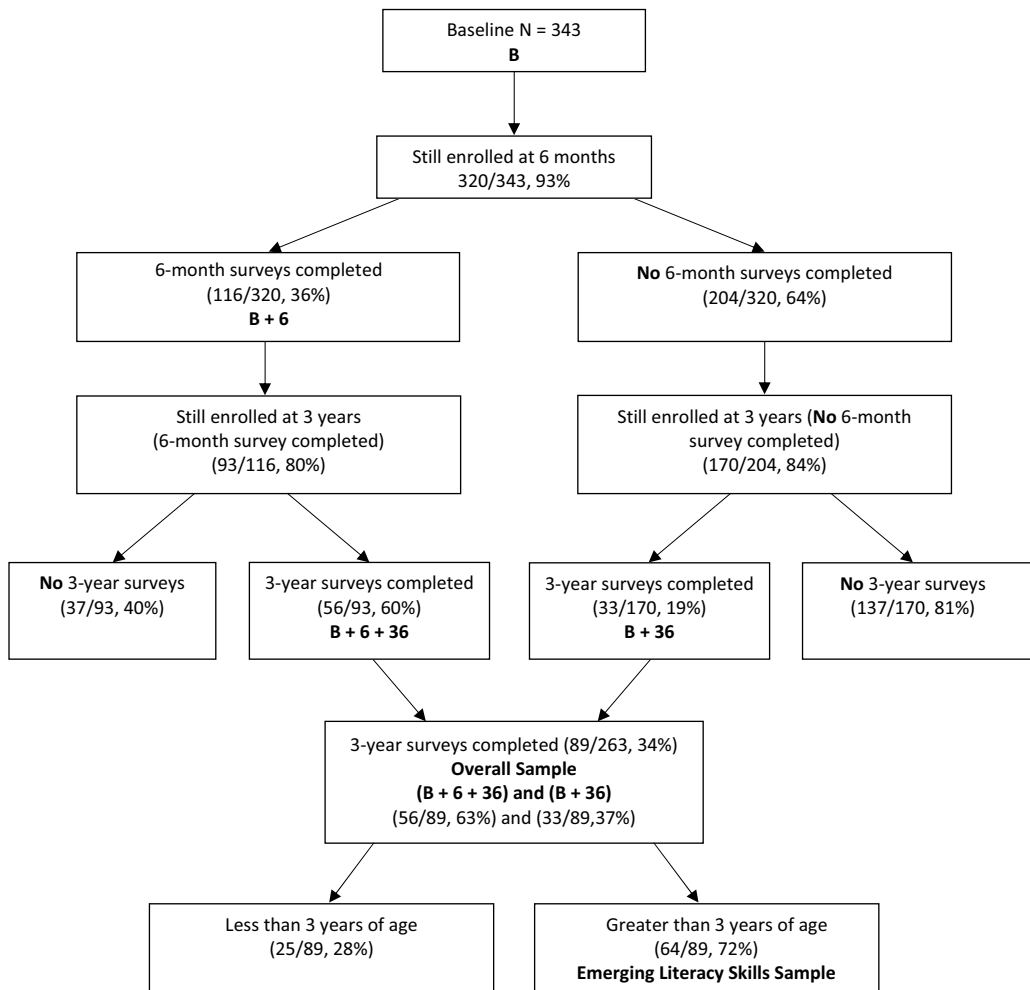 Baseline N = 343
B
Still enrolled at 6 months
320/343, 93%
6-month surveys completed
(116/320, 36%)
B + 6
No 6-month surveys completed
(204/320, 64%)
Still enrolled at 3 years
(6-month survey completed)
(93/116, 80%)
Still enrolled at 3 years (No 6-month
survey completed)
(170/204, 84%)
No 3-year surveys
(37/93, 40%)
3-year surveys completed
(56/93, 60%)
B + 6 + 36
3-year surveys completed
(33/170, 19%)
B + 36
No 3-year surveys
(137/170, 81%)
3-year surveys completed (89/263, 34%)
Overall Sample
(B + 6 + 36) and (B + 36)
(56/89, 63%) and (33/89,37%)
Less than 3 years of age
(25/89, 28%)
Greater than 3 years of age
(64/89, 72%)
Emerging Literacy Skills Sample